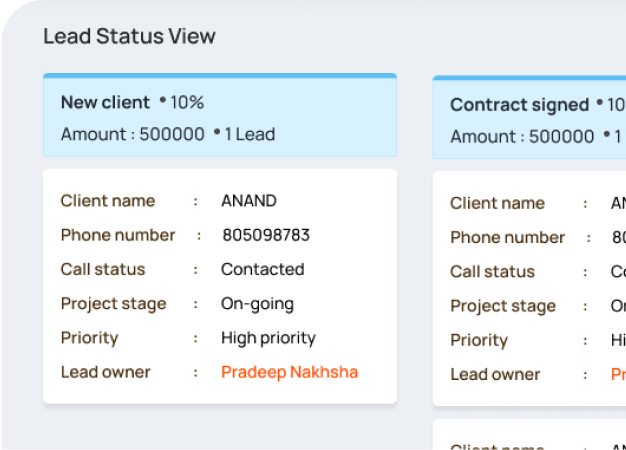 Lead Status View
New client • 10%
Amount : 500000 • 1 Lead
Client name : ANAND
Phone number : 805098783
Call status : Contacted
Project stage : On-going
Priority : High priority
Lead owner : Pradeep Nakhsha
Contract signed • 10
Amount : 500000 • 1
Client name :
Phone number : 80
Call status : Co
Project stage : On
Priority : Hi
Lead owner : Pr
Client name :